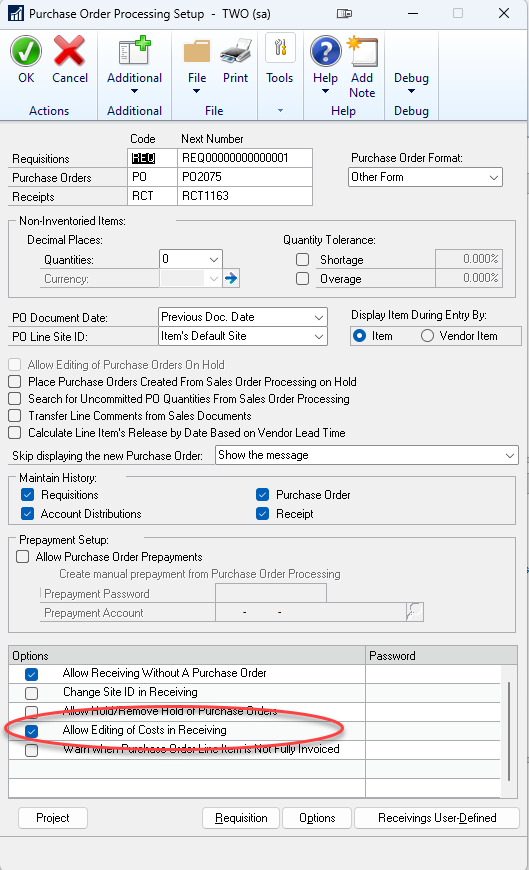 Purchase Order Processing Setup - TWO (sa)
OK Cancel Additional File Print Tools Help Add Note Debug
Actions Additional File Help Debug
Code Next Number
Requisitions REQ REQ00000000000001 Purchase Order Format:
Purchase Orders PO PO2075 Other Form
Receipts RCT RCT1163
Non-Inventoried Items:
Decimal Places: Quantity Tolerance:
Quantities: 0 Shortage 0.000%
Currency: Overage 0.000%
PO Document Date: Previous Doc. Date Display Item During Entry By:
PO Line Site ID: Item's Default Site Item Vendor Item
Allow Editing of Purchase Orders On Hold
Place Purchase Orders Created From Sales Order Processing on Hold
Search for Uncommitted PO Quantities From Sales Order Processing
Transfer Line Comments from Sales Documents
Calculate Line Item's Release by Date Based on Vendor Lead Time
Skip displaying the new Purchase Order: Show the message
Maintain History:
Requisitions Purchase Order
Account Distributions Receipt
Prepayment Setup:
Allow Purchase Order Prepayments
Create manual prepayment from Purchase Order Processing
Prepayment Password
Prepayment Account - -
Options Password
Allow Receiving Without A Purchase Order
Change Site ID in Receiving
Allow Hold/Remove Hold of Purchase Orders
Allow Editing of Costs in Receiving
Warn when Purchase Order Line Item is Not Fully Invoiced
Project Requisition Options Receivings User-Defined